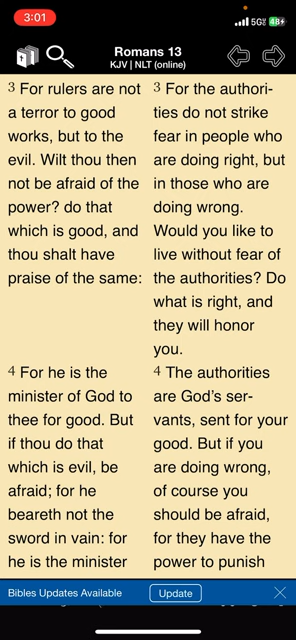 3:01
5G 48
Romans 13
KJV | NLT (online)
3 For rulers are not
a terror to good
works, but to the
evil. Wilt thou then
not be afraid of the
power? do that
which is good, and
thou shalt have
praise of the same:
3 For the authori-
ties do not strike
fear in people who
are doing right, but
in those who are
doing wrong.
Would you like to
live without fear of
the authorities? Do
what is right, and
they will honor
you.
4 For he is the
minister of God to
thee for good. But
if thou do that
which is evil, be
afraid; for he
beareth not the
sword in vain: for
he is the minister
4 The authorities
are God's ser-
vants, sent for your
good. But if you
are doing wrong,
of course you
should be afraid,
for they have the
power to punish
Bibles Updates Available
Update